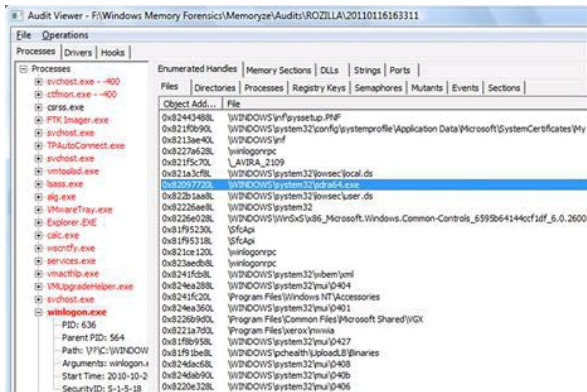 Audit Viewer - F:\Windows Memory Forensics\Memoryze\Audits\ROZILLA\20110116163311
File Operations
Processes Drivers Hooks
Processes
svchost.exe - -400
ctfmon.exe - -400
csrss.exe
FTK Imager.exe
svchost.exe
TPAutoConnect.exe
svchost.exe
vmtoolsd.exe
lsass.exe
alg.exe
VMwareTray.exe
Explorer.EXE
calc.exe
wscntfy.exe
services.exe
vmacthlp.exe
VMUpgradeHelper.exe
svchost.exe
winlogon.exe
PID: 636
Parent PID: 564
Path: \??\C:\WINDOW
Arguments: winlogon.e
Start Time: 2010-10-2
SecurityID: S-1-5-18
Enumerated Handles Memory Sections DLLs Strings Ports
Files Directories Processes Registry Keys Semaphores Mutants Events Sections
Object Add... File
0x82443488L \WINDOWS\inf\syssetup.PNF
0x821f0b90L \WINDOWS\system32\config\systemprofile\Application Data\Microsoft\SystemCertificates\My
0x8213ae40L \WINDOWS\inf
0x8227a628L \winlogonrpc
0x821f5c70L \_AVIRA_2109
0x821a3cf8L \WINDOWS\system32\lowsec\local.ds
0x82097720L \WINDOWS\system32\sdra64.exe
0x822b1aa8L \WINDOWS\system32\lowsec\user.ds
0x82226ae8L \WINDOWS\system32
0x8226e028L \WINDOWS\WinSxS\x86_Microsoft.Windows.Common-Controls_6595b64144ccf1df_6.0.2600
0x81f95230L \SfcApi
0x81f95318L \SfcApi
0x821ce120L \winlogonrpc
0x823aedb8L \winlogonrpc
0x8241fcb8L \WINDOWS\system32\wbem\xml
0x824ea288L \WINDOWS\system32\mui\0404
0x8241fc20L \Program Files\Windows NT\Accessories
0x824ea360L \WINDOWS\system32\mui\0401
0x8226b9d0L \Program Files\Common Files\Microsoft Shared\VGX
0x8221a7d0L \Program Files\xerox\nwwia
0x81f8b958L \WINDOWS\system32\mui\0427
0x81f91be8L \WINDOWS\pchealth\UploadLB\Binaries
0x824dac68L \WINDOWS\system32\mui\0408
0x824dab90L \WINDOWS\system32\mui\040b
0x8220e328L \WINDOWS\system32\mui\0406